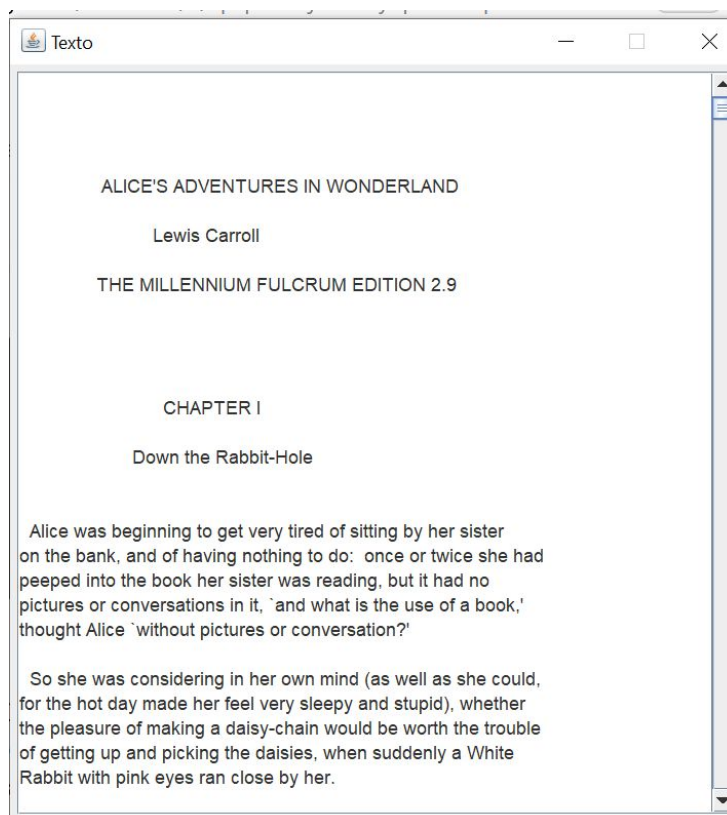 Texto
ALICE'S ADVENTURES IN WONDERLAND
Lewis Carroll
THE MILLENNIUM FULCRUM EDITION 2.9
CHAPTER I
Down the Rabbit-Hole
Alice was beginning to get very tired of sitting by her sister
on the bank, and of having nothing to do:  once or twice she had
peeped into the book her sister was reading, but it had no
pictures or conversations in it, `and what is the use of a book,'
thought Alice `without pictures or conversation?'
So she was considering in her own mind (as well as she could,
for the hot day made her feel very sleepy and stupid), whether
the pleasure of making a daisy-chain would be worth the trouble
of getting up and picking the daisies, when suddenly a White
Rabbit with pink eyes ran close by her.